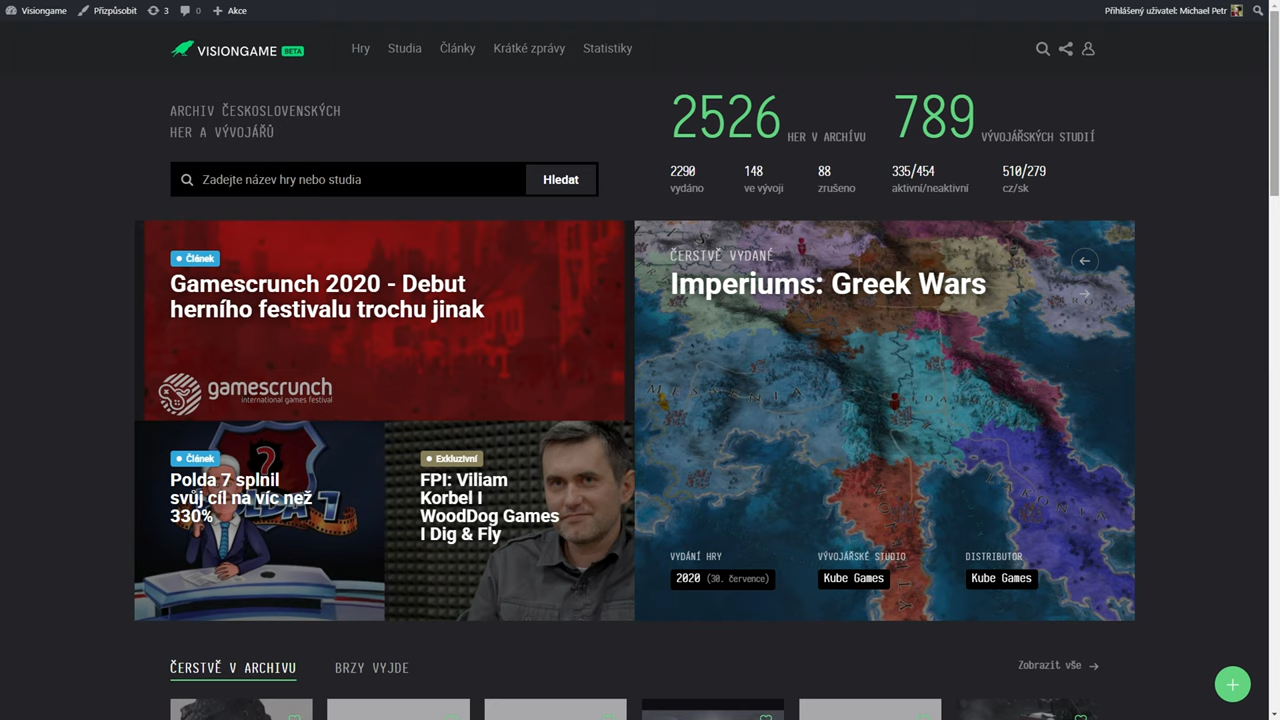 Visiongame Přizpůsobit 3 0 Akce Přihlášený uživatel: Michael Petr
VISIONGAME BETA Hry Studia Články Krátké zprávy Statistiky
ARCHIV ČESKOSLOVENSKÝCH
HER A VÝVOJÁŘŮ
Zadejte název hry nebo studia Hledat
2526 HER V ARCHÍVU 789 VÝVOJÁŘSKÝCH STUDIÍ
2290 148 88 335/454 510/279
vydáno ve vývoji zrušeno aktivní/neaktivní cz/sk
Článek
Gamescrunch 2020 - Debut
herního festivalu trochu jinak
gamescrunch
international games festival
Článek
Polda 7 splnil
svůj cíl na víc než
330%
Exkluzivní
FPI: Viliam
Korbel I
WoodDog Games
I Dig & Fly
ČERSTVĚ VYDANÉ
Imperiums: Greek Wars
VYDÁNÍ HRY VÝVOJÁŘSKÉ STUDIO DISTRIBUTOR
2020 (30. července) Kube Games Kube Games
ČERSTVĚ V ARCHIVU BRZY VYJDE Zobrazit vše